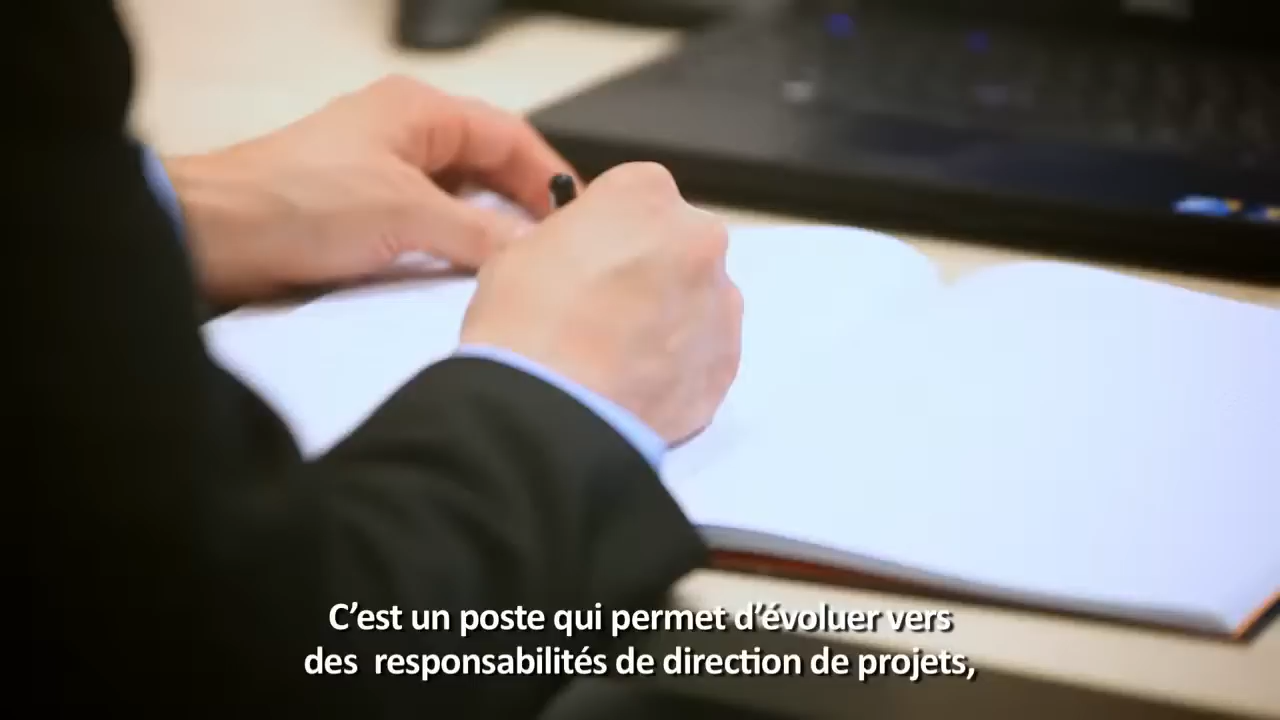 C’est un poste qui permet d’évoluer vers
des  responsabilités de direction de projets,